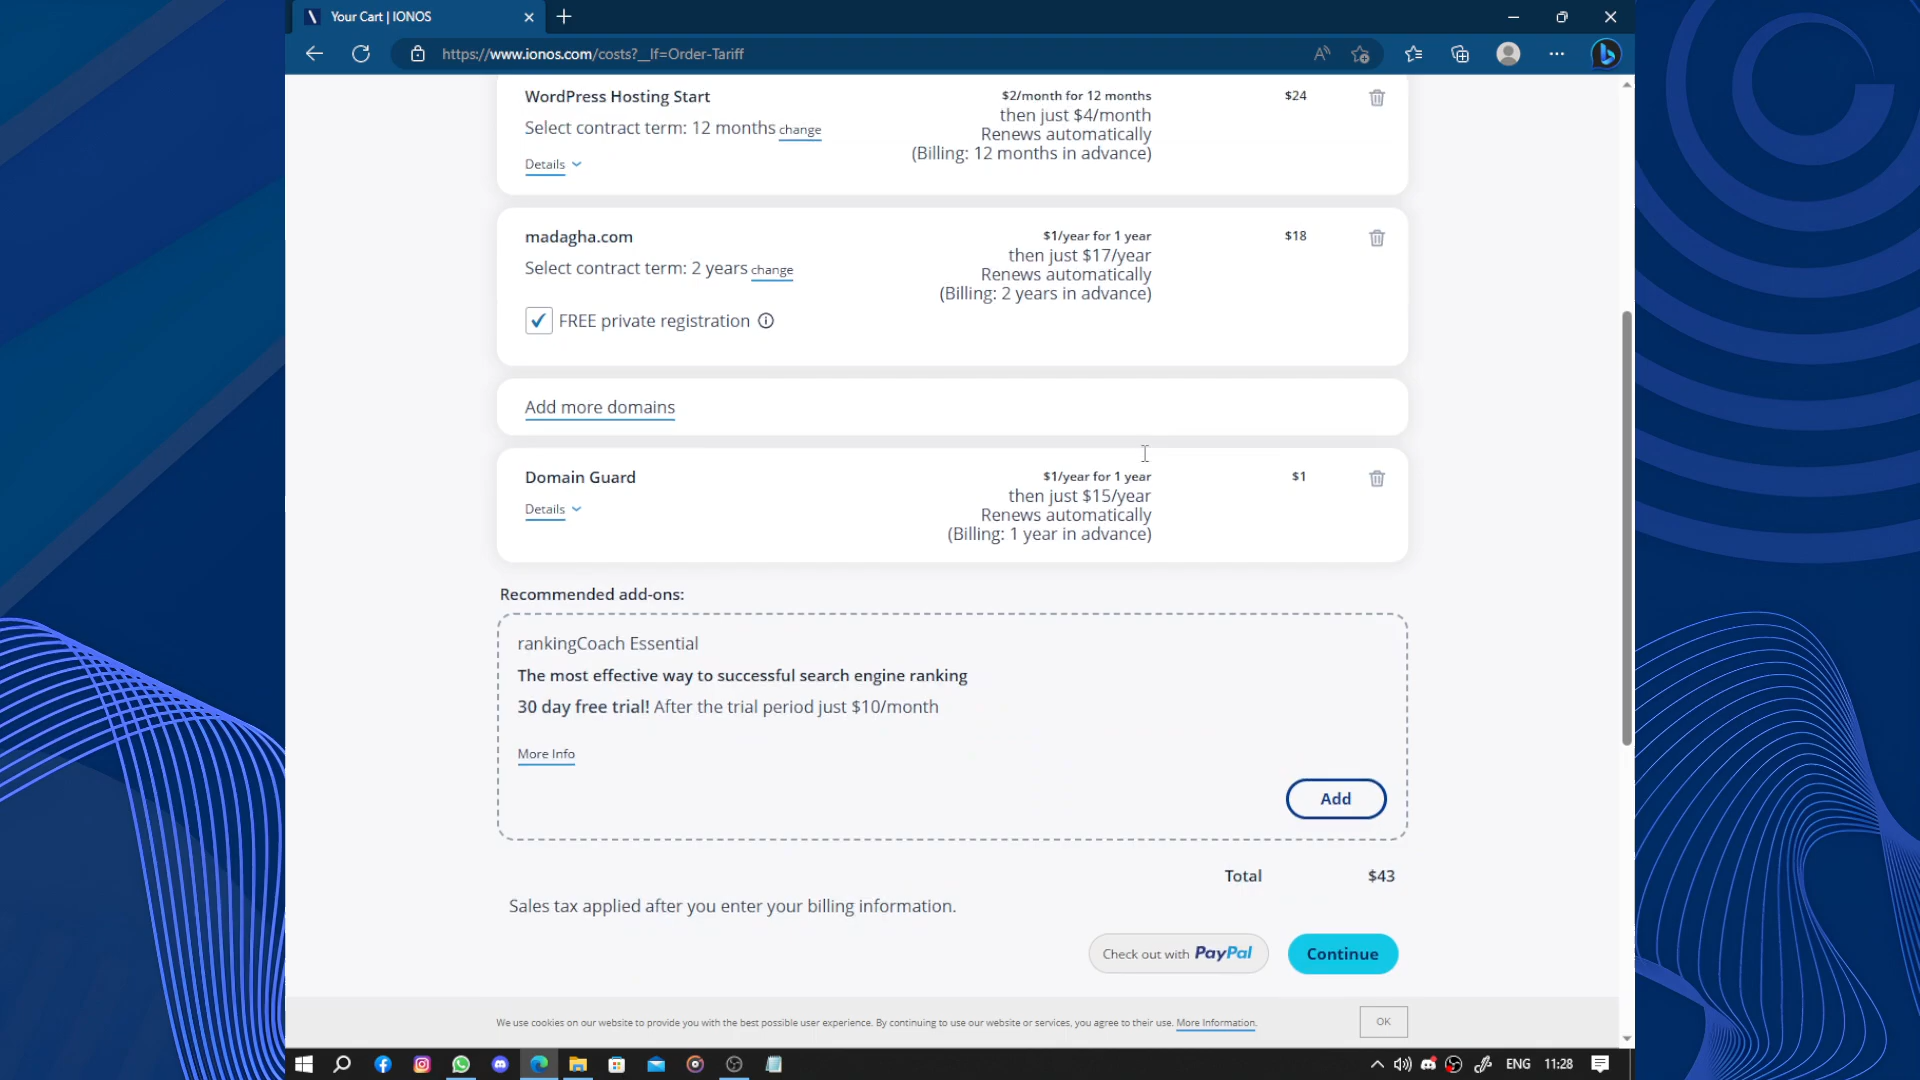 Your Cart | IONOS
https://www.ionos.com/costs?__lf=Order-Tariff
WordPress Hosting Start
$2/month for 12 months
$24
then just $4/month
Select contract term: 12 months change
Renews automatically
(Billing: 12 months in advance)
Details
madagha.com
$1/year for 1 year
$18
then just $17/year
Select contract term: 2 years change
Renews automatically
(Billing: 2 years in advance)
FREE private registration
Add more domains
Domain Guard
$1/year for 1 year
$1
then just $15/year
Details
Renews automatically
(Billing: 1 year in advance)
Recommended add-ons:
rankingCoach Essential
The most effective way to successful search engine ranking
30 day free trial! After the trial period just $10/month
More Info
Add
Total $43
Sales tax applied after you enter your billing information.
Check out with PayPal
Continue
We use cookies on our website to provide you with the best possible user experience. By continuing to use our website or services, you agree to their use. More Information.
OK
ENG 11:28